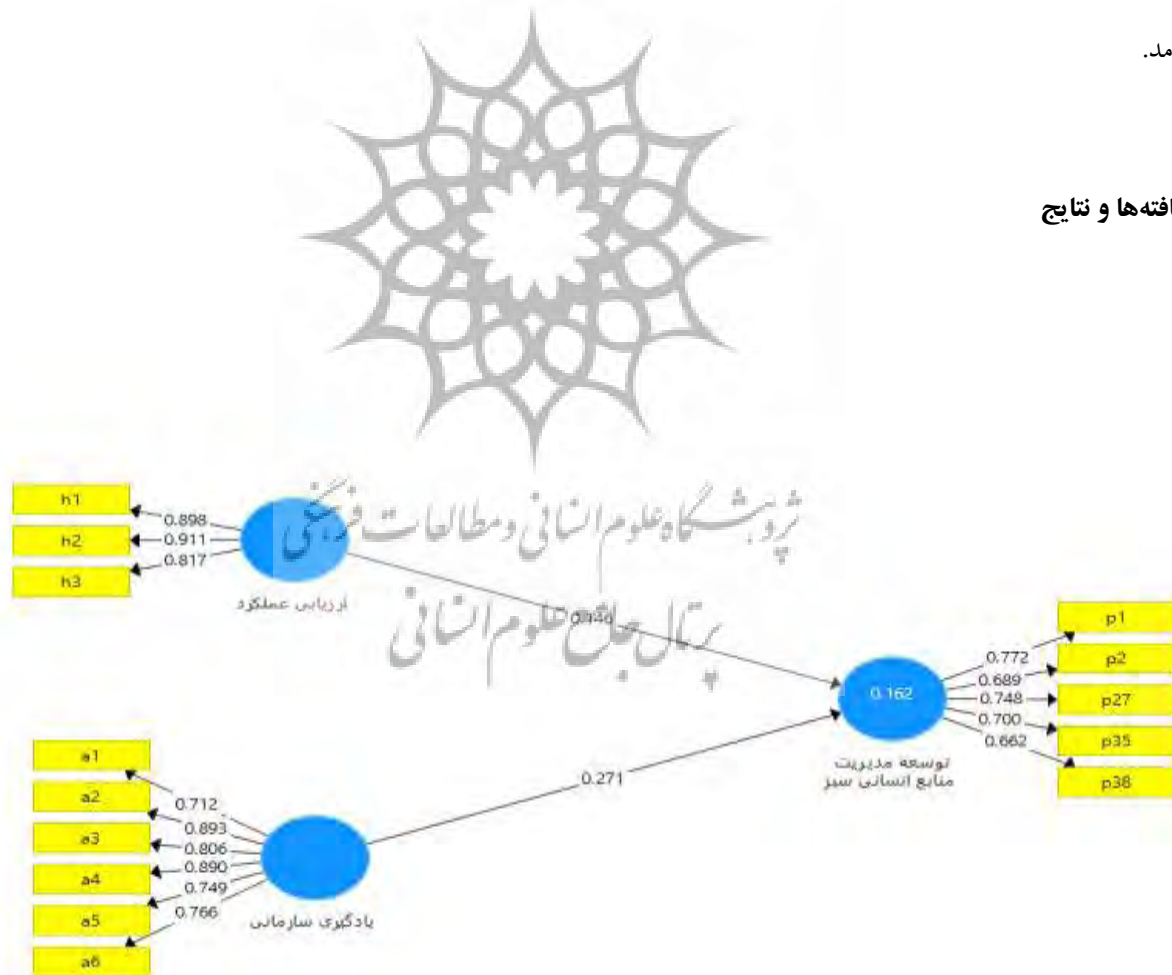 مد.
افته‌ها و نتایج
پژوهشگاه علوم انسانی و مطالعات فرهنگی
پرتال جامع علوم انسانی
h1
h2
h3
0.898
0.911
0.817
ارزیابی عملکرد
0.146
a1
a2
a3
a4
a5
a6
0.712
0.893
0.806
0.890
0.749
0.766
یادگیری سازمانی
0.271
0.162
توسعه مدیریت
منابع انسانی سبز
0.772
0.689
0.748
0.700
0.662
p1
p2
p27
p35
p38